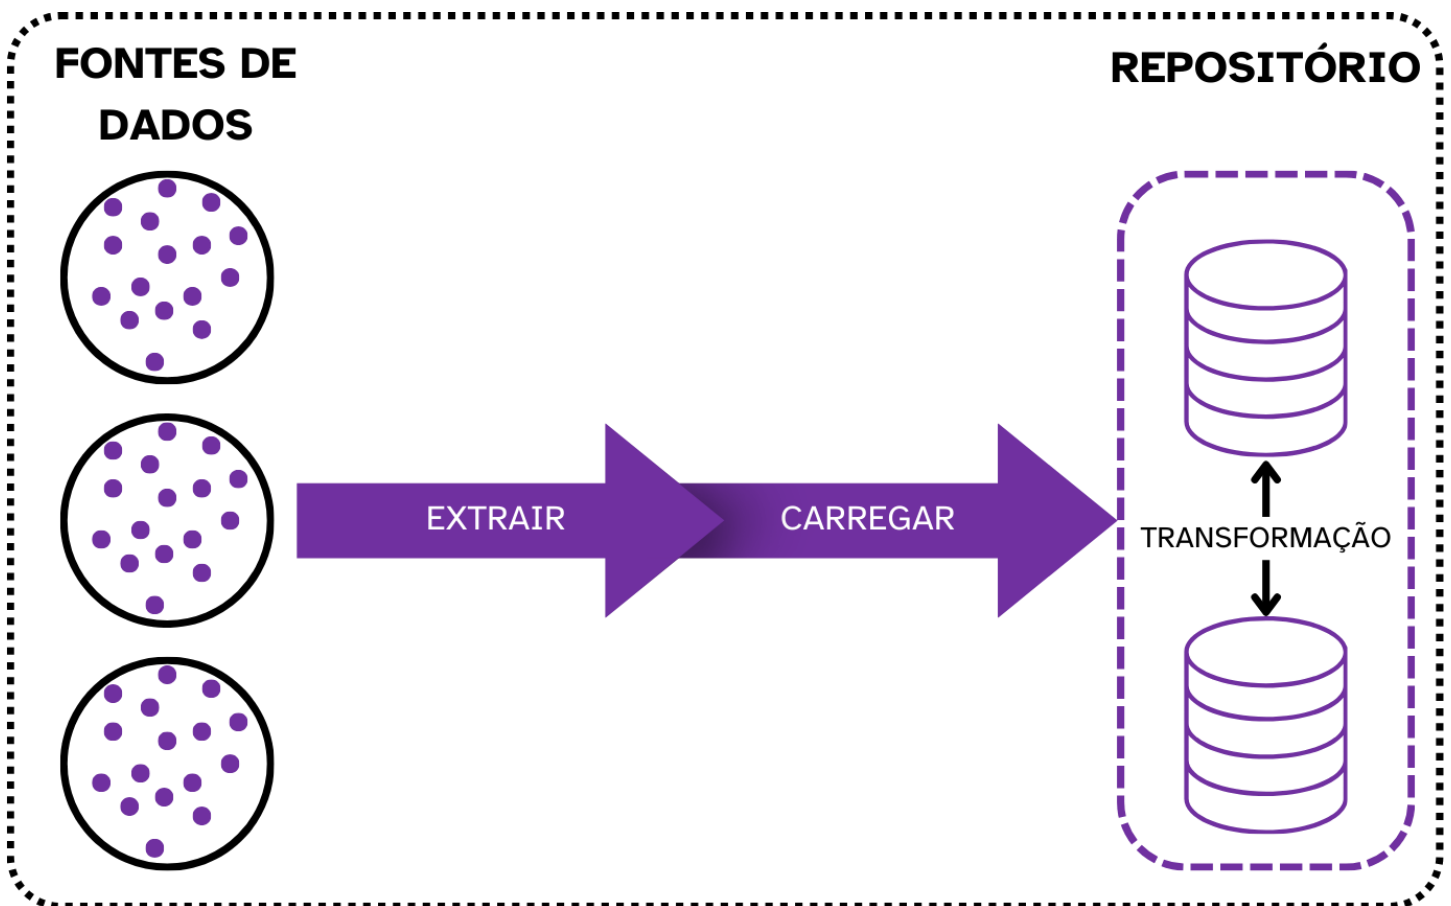 FONTES DE
DADOS
REPOSITÓRIO
EXTRAIR
CARREGAR
TRANSFORMAÇÃO